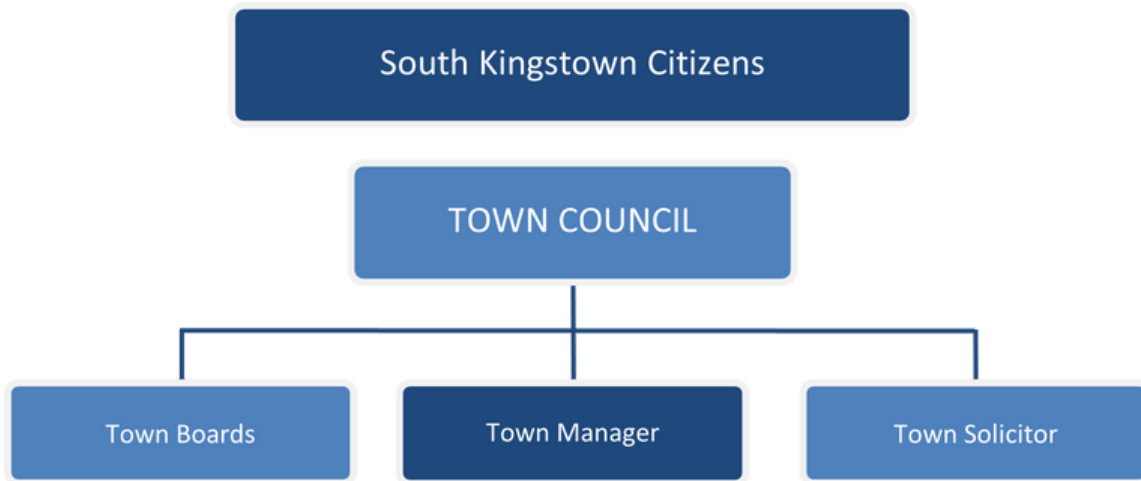 South Kingstown Citizens
TOWN COUNCIL
Town Boards
Town Manager
Town Solicitor